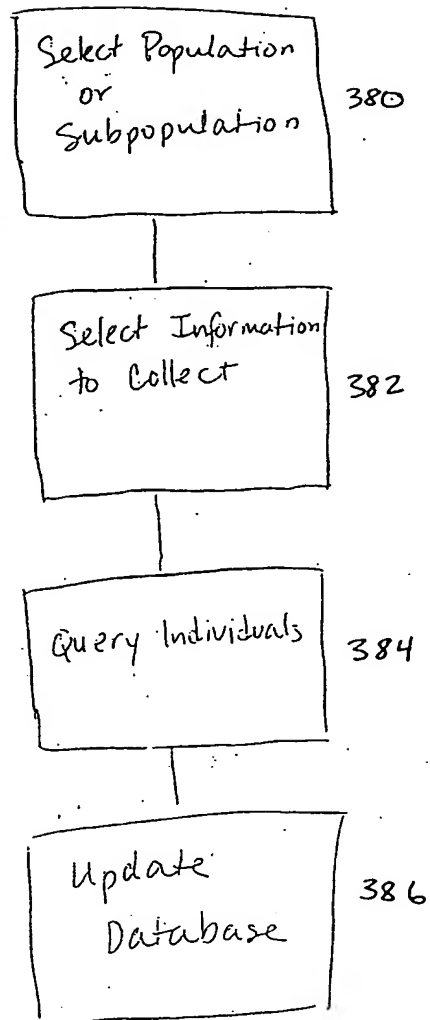 Select Population
or
Subpopulation
380
Select Information
to Collect
382
Query Individuals
384
Update
Database
386